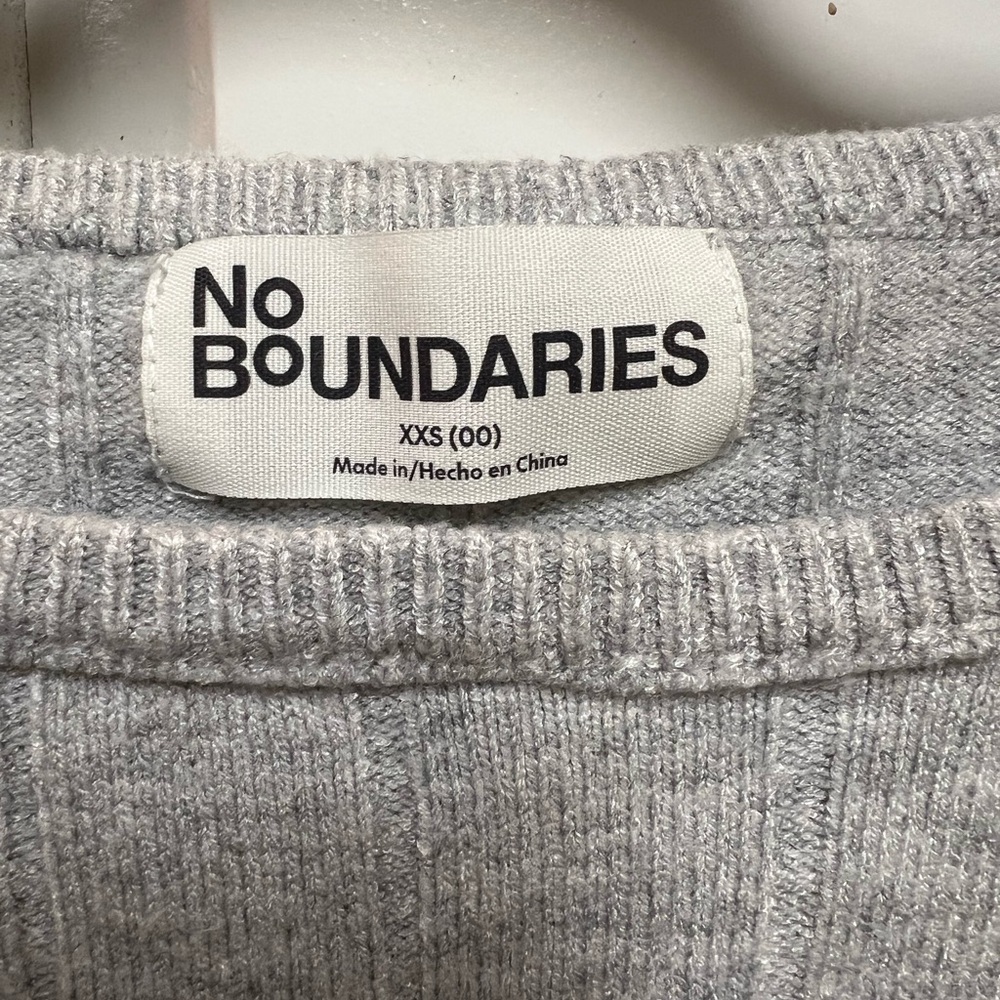 No
BoUNDARIES
XXS (00)
Made in/Hecho en China